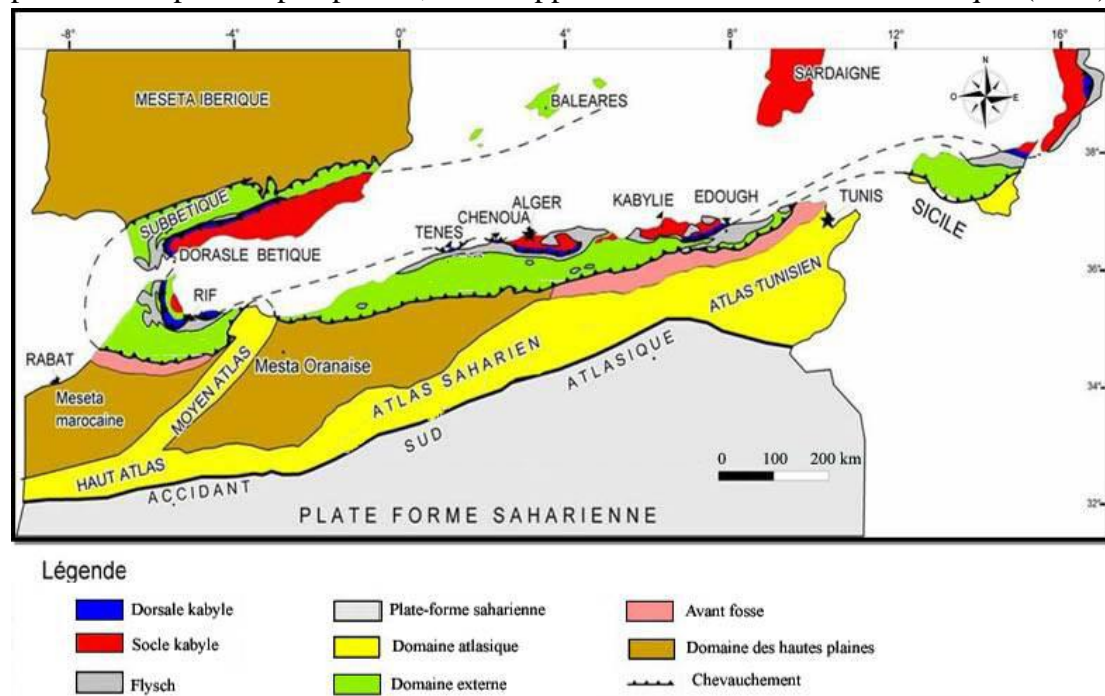 -8° -4° 0° 4° 8° 12° 16°
MESETA IBERIQUE
BALEARES
SARDAIGNE
N
O E
S
38°
SUBBETIQUE
DORASLE BETIQUE
TENES
CHENOUA
ALGER
KABYLIE
EDOUGH
TUNIS
SICILE
36°
RIF
RABAT
Meseta
marocaine
MOYEN ATLAS
Mesta Oranaise
ATLAS SAHARIEN
ATLAS TUNISIEN
34°
HAUT ATLAS
ACCIDANT
SUD
ATLASIQUE
0 100 200 km
32°
PLATE FORME SAHARIENNE
Légende
Dorsale kabyle
Plate-forme saharienne
Avant fosse
Socle kabyle
Domaine atlasique
Domaine des hautes plaines
Flysch
Domaine externe
Chevauchement